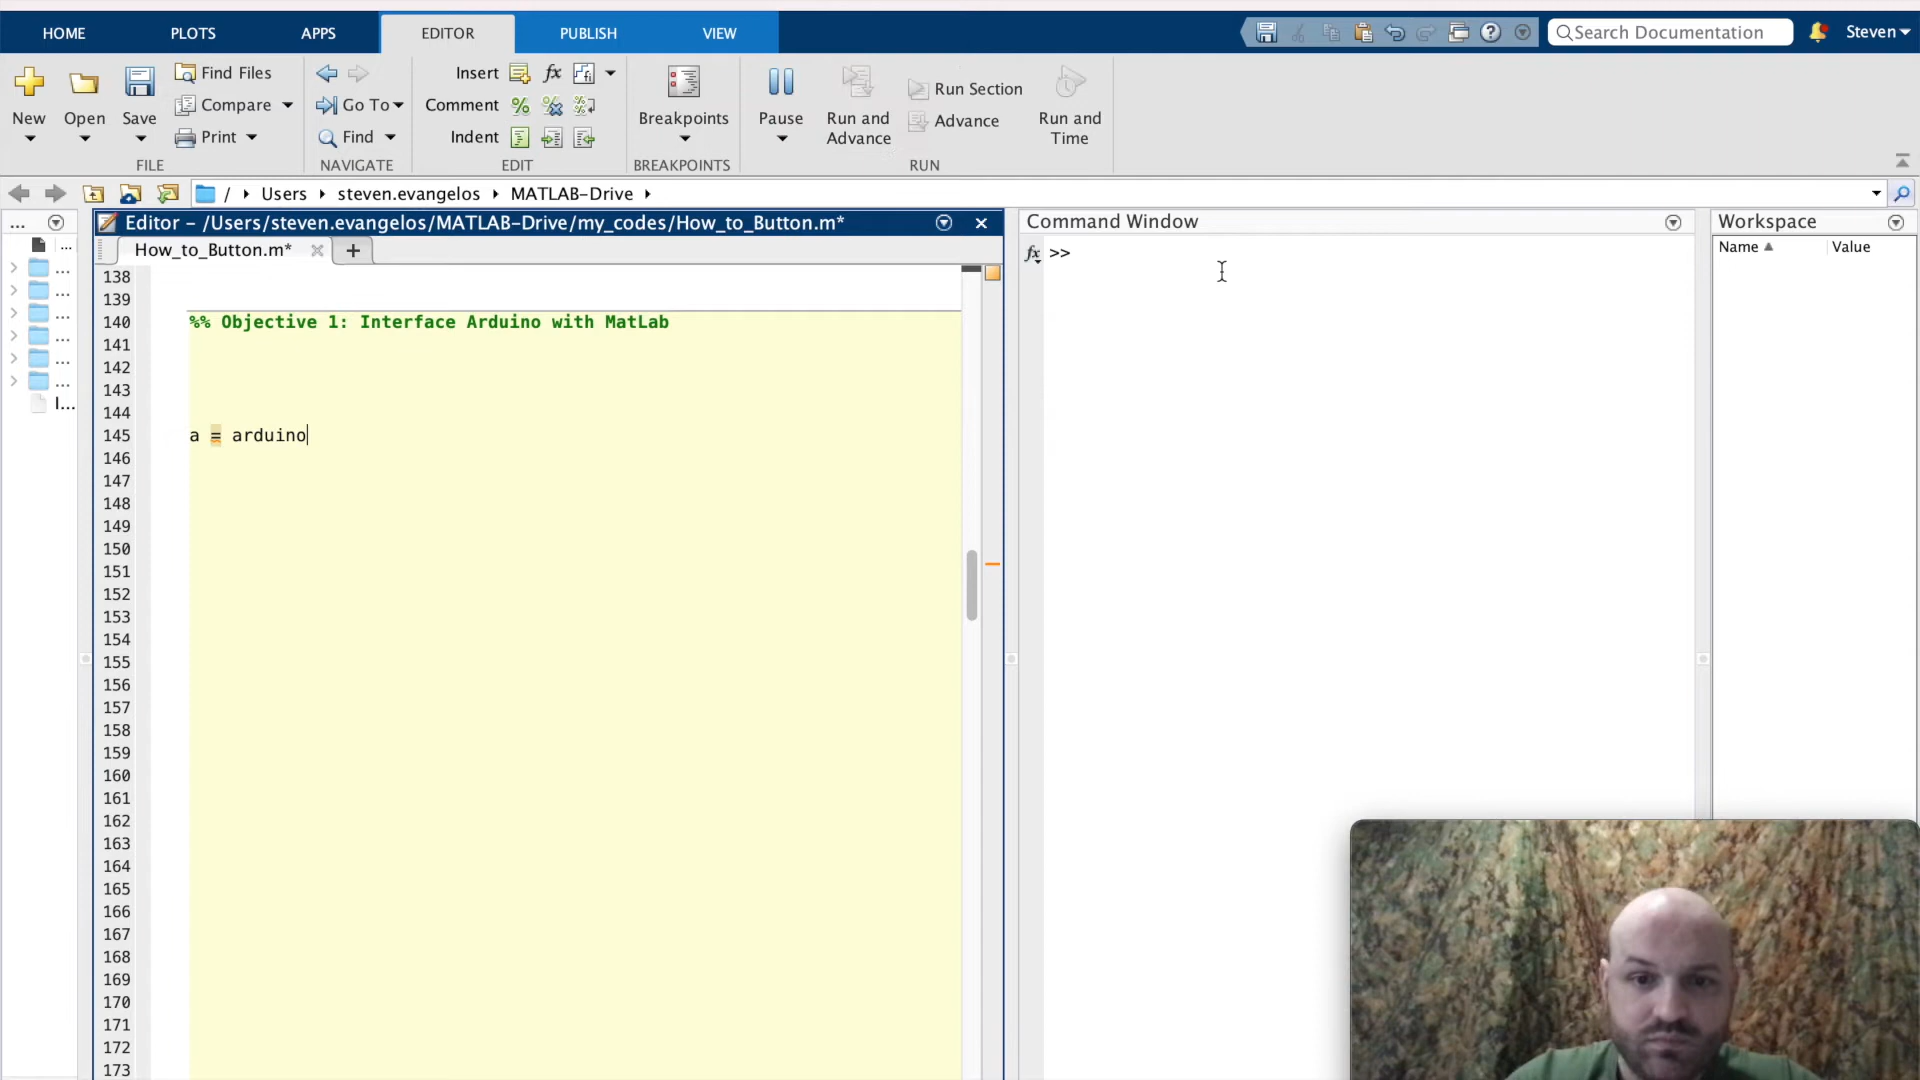 HOME PLOTS APPS EDITOR PUBLISH VIEW Search Documentation Steven
New Open Save Find Files Compare Print
FILE
Go To Find
NAVIGATE
Insert fx
Comment
Indent
EDIT
Breakpoints
BREAKPOINTS
Pause Run and Advance Run Section Advance Run and Time
RUN
/ Users steven.evangelos MATLAB-Drive
...
Editor - /Users/steven.evangelos/MATLAB-Drive/my_codes/How_to_Button.m*
How_to_Button.m*
138
139
140 %% Objective 1: Interface Arduino with MatLab
141
142
143
144
145 a = arduino
146
147
148
149
150
151
152
153
154
155
156
157
158
159
160
161
162
163
164
165
166
167
168
169
170
171
172
173
...
...
...
...
...
...
...
I...
Command Window
fx >>
Workspace
Name Value